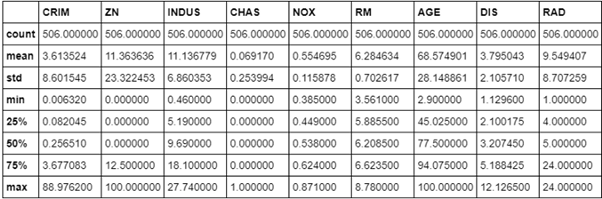 CRIM ZN INDUS CHAS NOX RM AGE DIS RAD
count 506.000000 506.000000 506.000000 506.000000 506.000000 506.000000 506.000000 506.000000 506.000000
mean 3.613524 11.363636 11.136779 0.069170 0.554695 6.284634 68.574901 3.795043 9.549407
std 8.601545 23.322453 6.860353 0.253994 0.115878 0.702617 28.148861 2.105710 8.707259
min 0.006320 0.000000 0.460000 0.000000 0.385000 3.561000 2.900000 1.129600 1.000000
25% 0.082045 0.000000 5.190000 0.000000 0.449000 5.885500 45.025000 2.100175 4.000000
50% 0.256510 0.000000 9.690000 0.000000 0.538000 6.208500 77.500000 3.207450 5.000000
75% 3.677083 12.500000 18.100000 0.000000 0.624000 6.623500 94.075000 5.188425 24.000000
max 88.976200 100.000000 27.740000 1.000000 0.871000 8.780000 100.000000 12.126500 24.000000